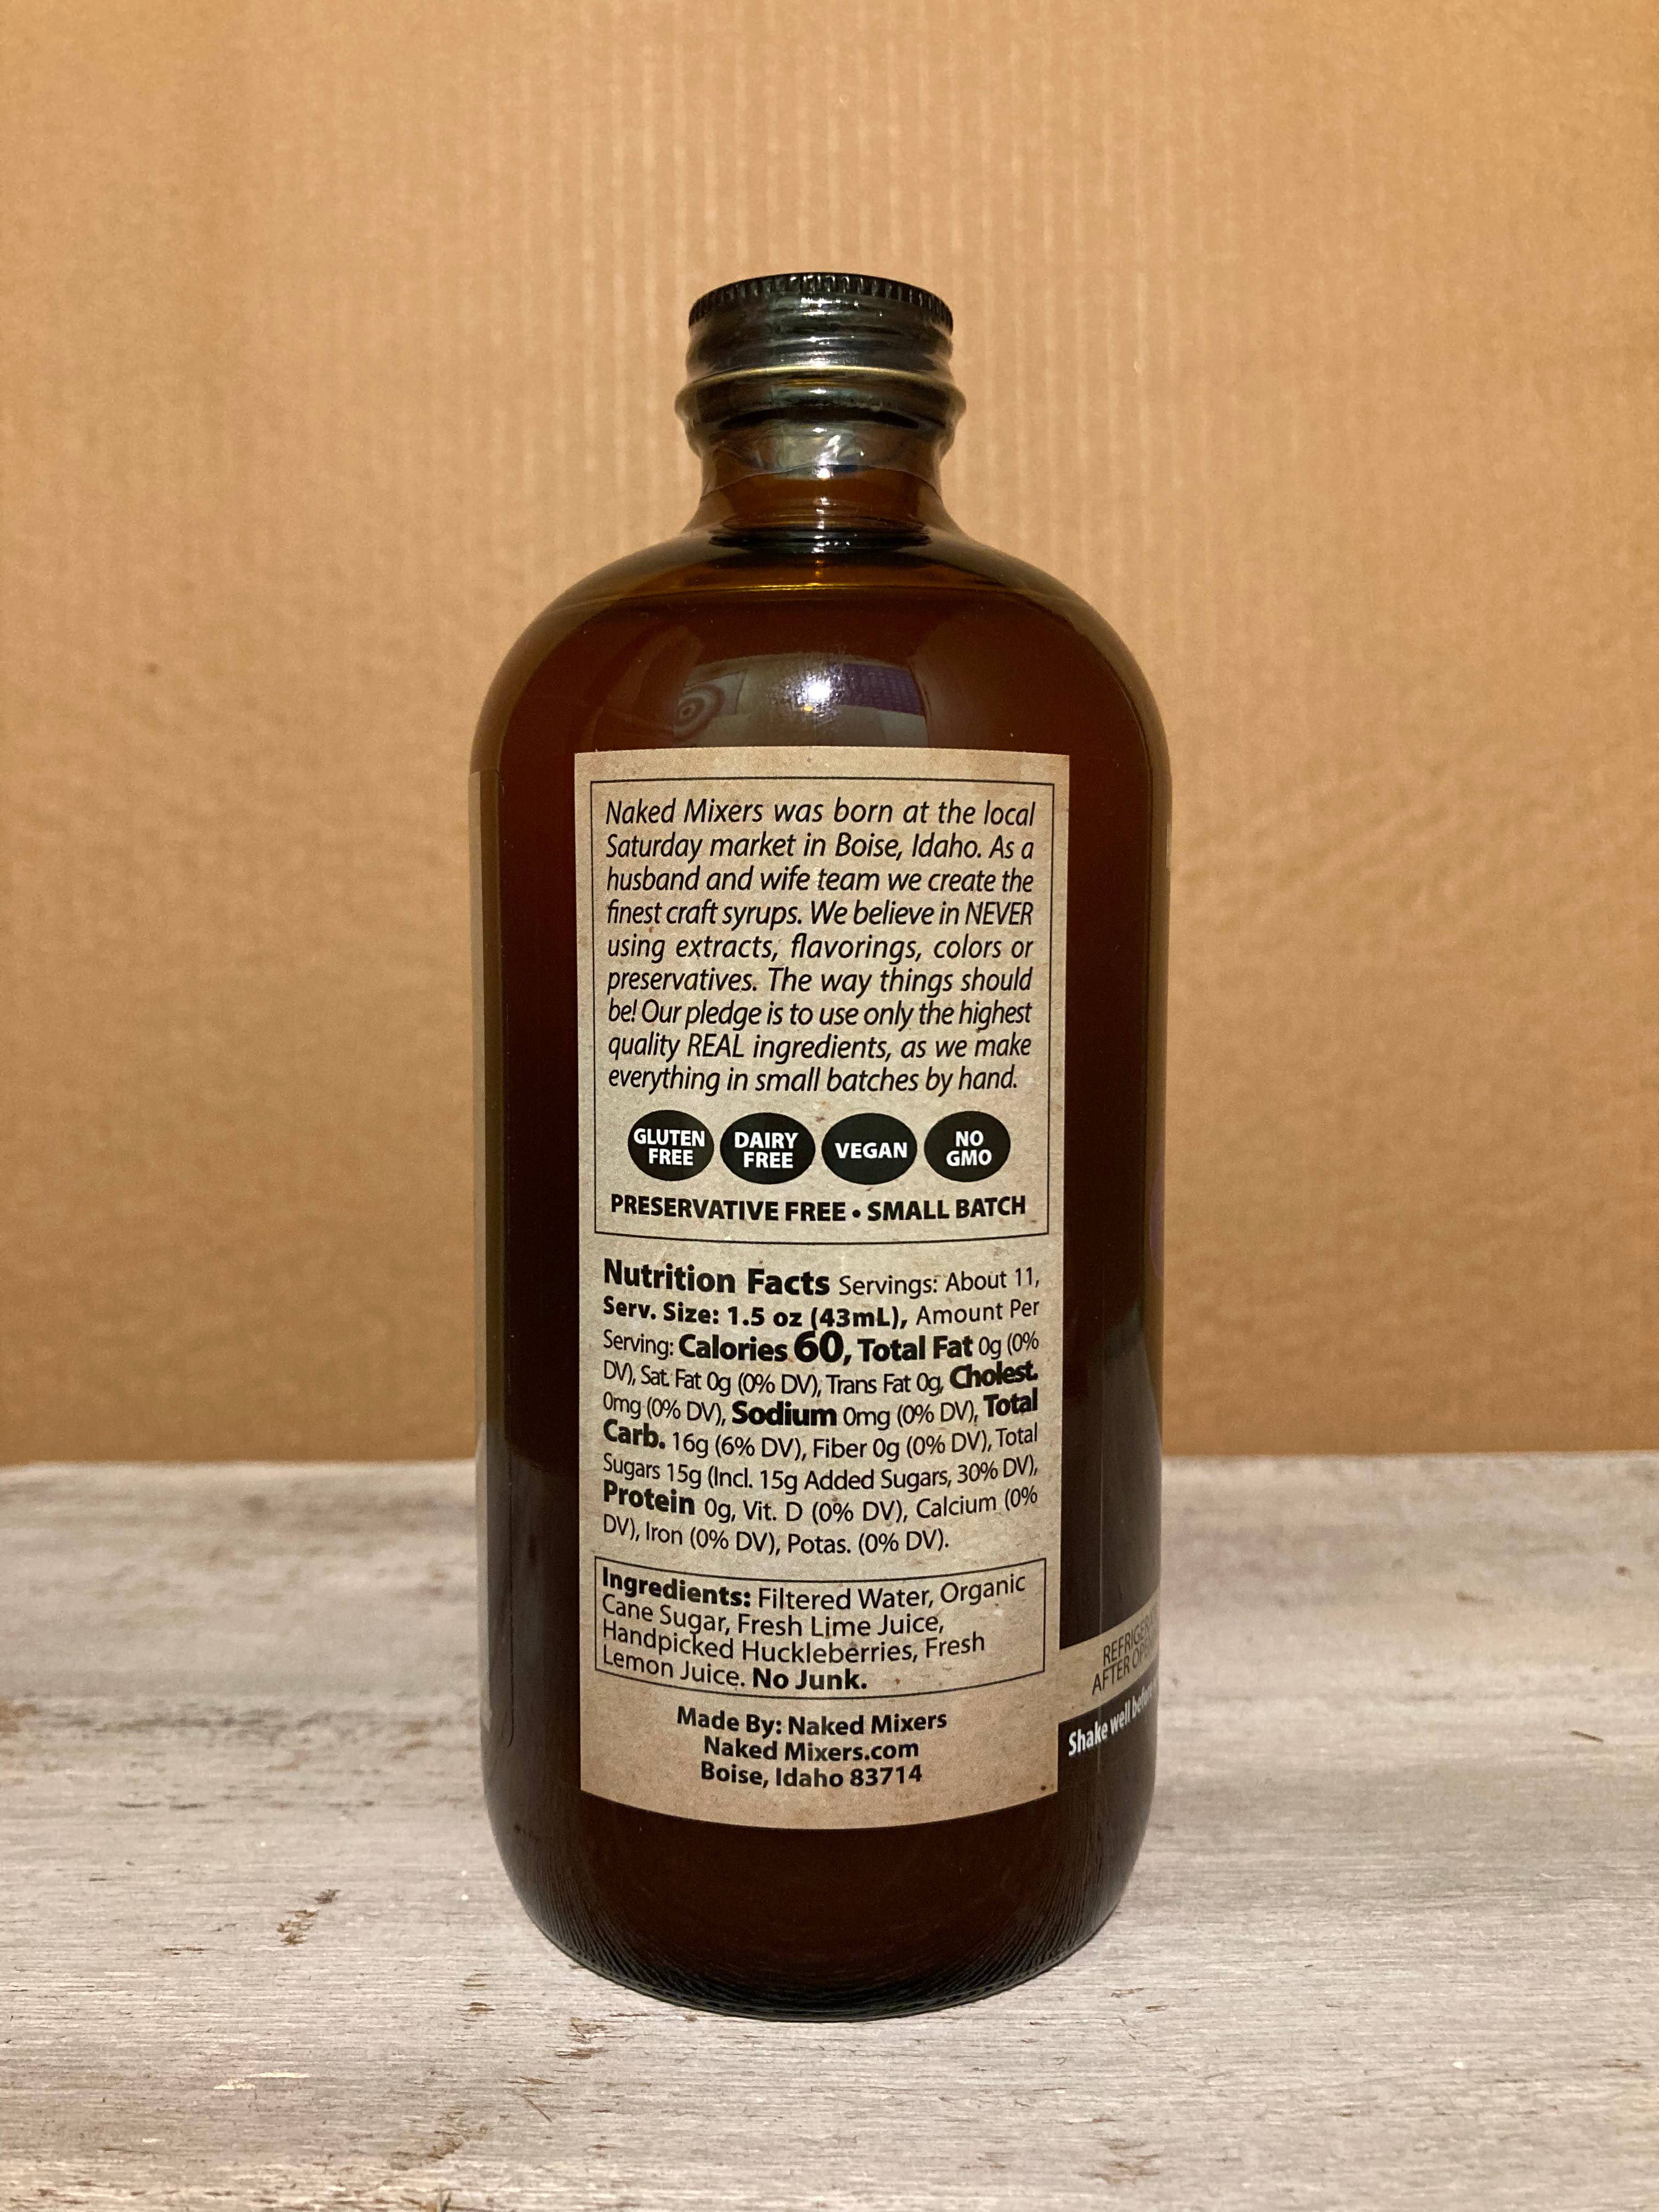 Naked Mixers was born at the local
Saturday market in Boise, Idaho. As a
husband and wife team we create the
finest craft syrups. We believe in NEVER
using extracts, flavorings, colors or
preservatives. The way things should
be! Our pledge is to use only the highest
quality REAL ingredients, as we make
everything in small batches by hand.
GLUTEN FREE
DAIRY FREE
VEGAN
NO GMO
PRESERVATIVE FREE • SMALL BATCH
Nutrition Facts Servings: About 11,
Serv. Size: 1.5 oz (43mL), Amount Per
Serving: Calories 60, Total Fat 0g (0%
DV), Sat. Fat 0g (0% DV), Trans Fat 0g, Cholest.
0mg (0% DV), Sodium 0mg (0% DV), Total
Carb. 16g (6% DV), Fiber 0g (0% DV), Total
Sugars 15g (Incl. 15g Added Sugars, 30% DV),
Protein 0g, Vit. D (0% DV), Calcium (0%
DV), Iron (0% DV), Potas. (0% DV).
Ingredients: Filtered Water, Organic
Cane Sugar, Fresh Lime Juice,
Handpicked Huckleberries, Fresh
Lemon Juice. No Junk.
Made By: Naked Mixers
Naked Mixers.com
Boise, Idaho 83714
AFTER
Shake well before